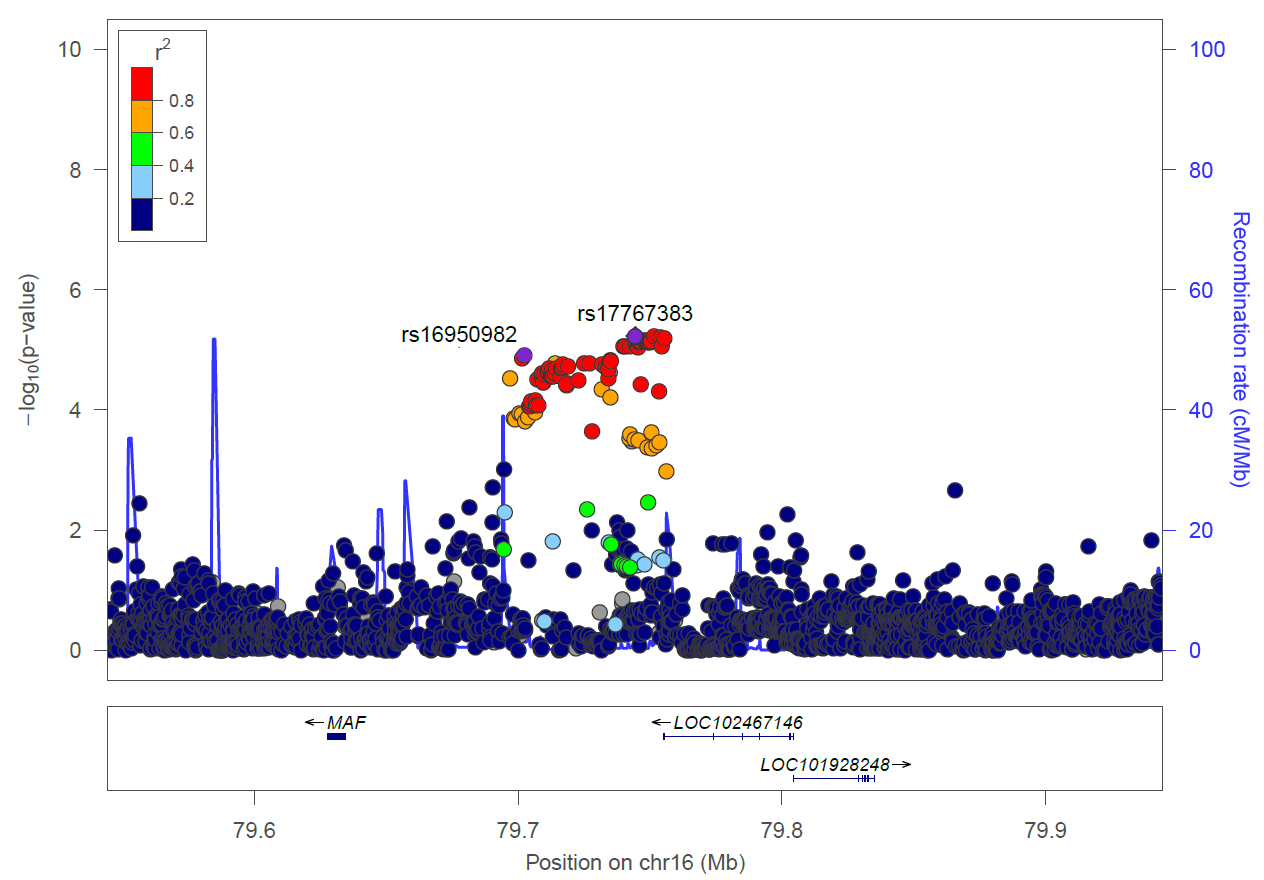 r2
0.8
0.6
0.4
0.2
10
8
6
4
2
0
−log10(p−value)
100
80
60
40
20
0
Recombination rate (cM/Mb)
rs16950982
rs17767383
←MAF
←LOC102467146
LOC101928248→
79.6 79.7 79.8 79.9
Position on chr16 (Mb)